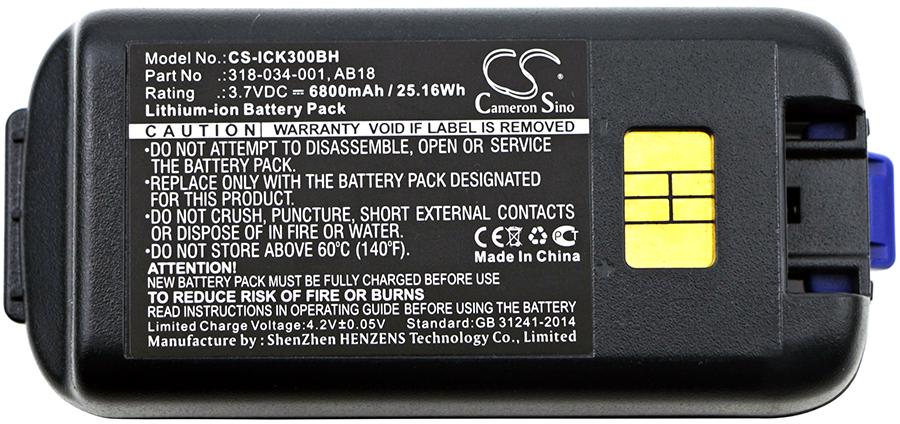 Model No.: CS-ICK300BH
Part No .: 318-034-001, AB18
Rating .: 3.7VDC ⎓ 6800mAh / 25.16Wh
Lithium-ion Battery Pack
CS
Cameron Sino
CAUTION WARRANTY VOID IF LABEL IS REMOVED
•DO NOT ATTEMPT TO DISASSEMBLE, OPEN OR SERVICE
THE BATTERY PACK.
•REPLACE ONLY WITH THE BATTERY PACK DESIGNATED
FOR THIS PRODUCT.
•DO NOT CRUSH, PUNCTURE, SHORT EXTERNAL CONTACTS
OR DISPOSE OF IN FIRE OR WATER.
•DO NOT STORE ABOVE 60°C (140°F).
CE PCT
Made In China
ATTENTION!
NEW BATTERY PACK MUST BE FULLY CHARGED BEFORE USE
TO REDUCE RISK OF FIRE OR BURNS
READ INSTRUCTIONS IN OPERATING GUIDE BEFORE USING THE BATTERY
Limited Charge Voltage:4.2V±0.05V Standard:GB 31241-2014
Manufacture by : ShenZhen HENZENS Technology Co., Limited